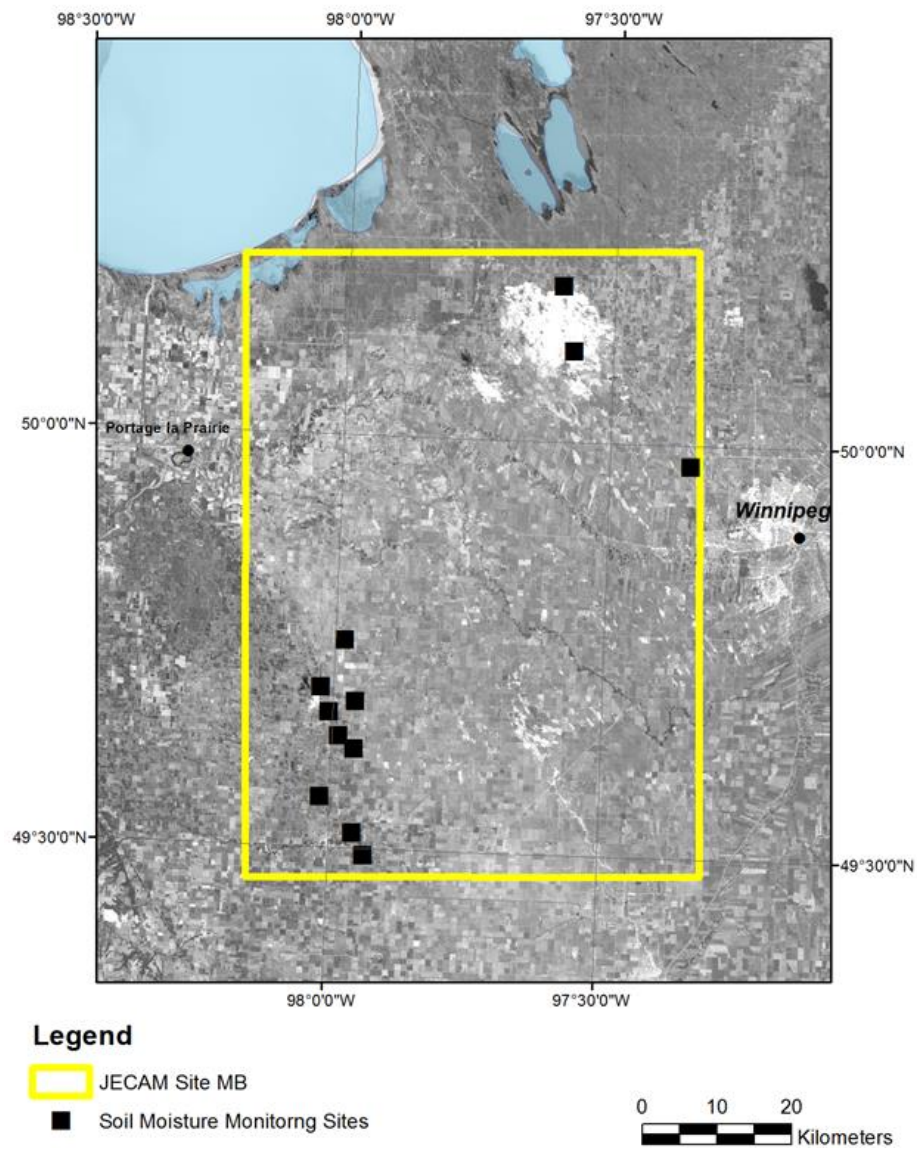 98°30'0"W 98°0'0"W 97°30'0"W
50°0'0"N
Portage la Prairie
50°0'0"N
Winnipeg
49°30'0"N
49°30'0"N
98°0'0"W 97°30'0"W
Legend
JECAM Site MB
Soil Moisture Monitorng Sites
0 10 20
Kilometers